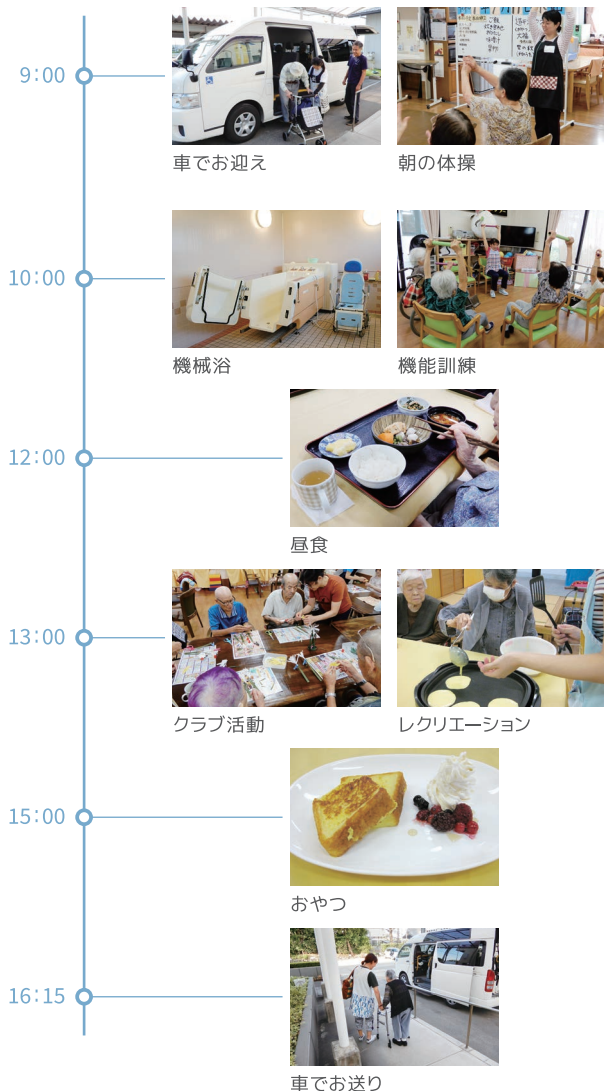 9:00
車でお迎え
朝の体操
10:00
機械浴
機能訓練
12:00
昼食
13:00
クラブ活動
レクリエーション
15:00
おやつ
16:15
車でお送り